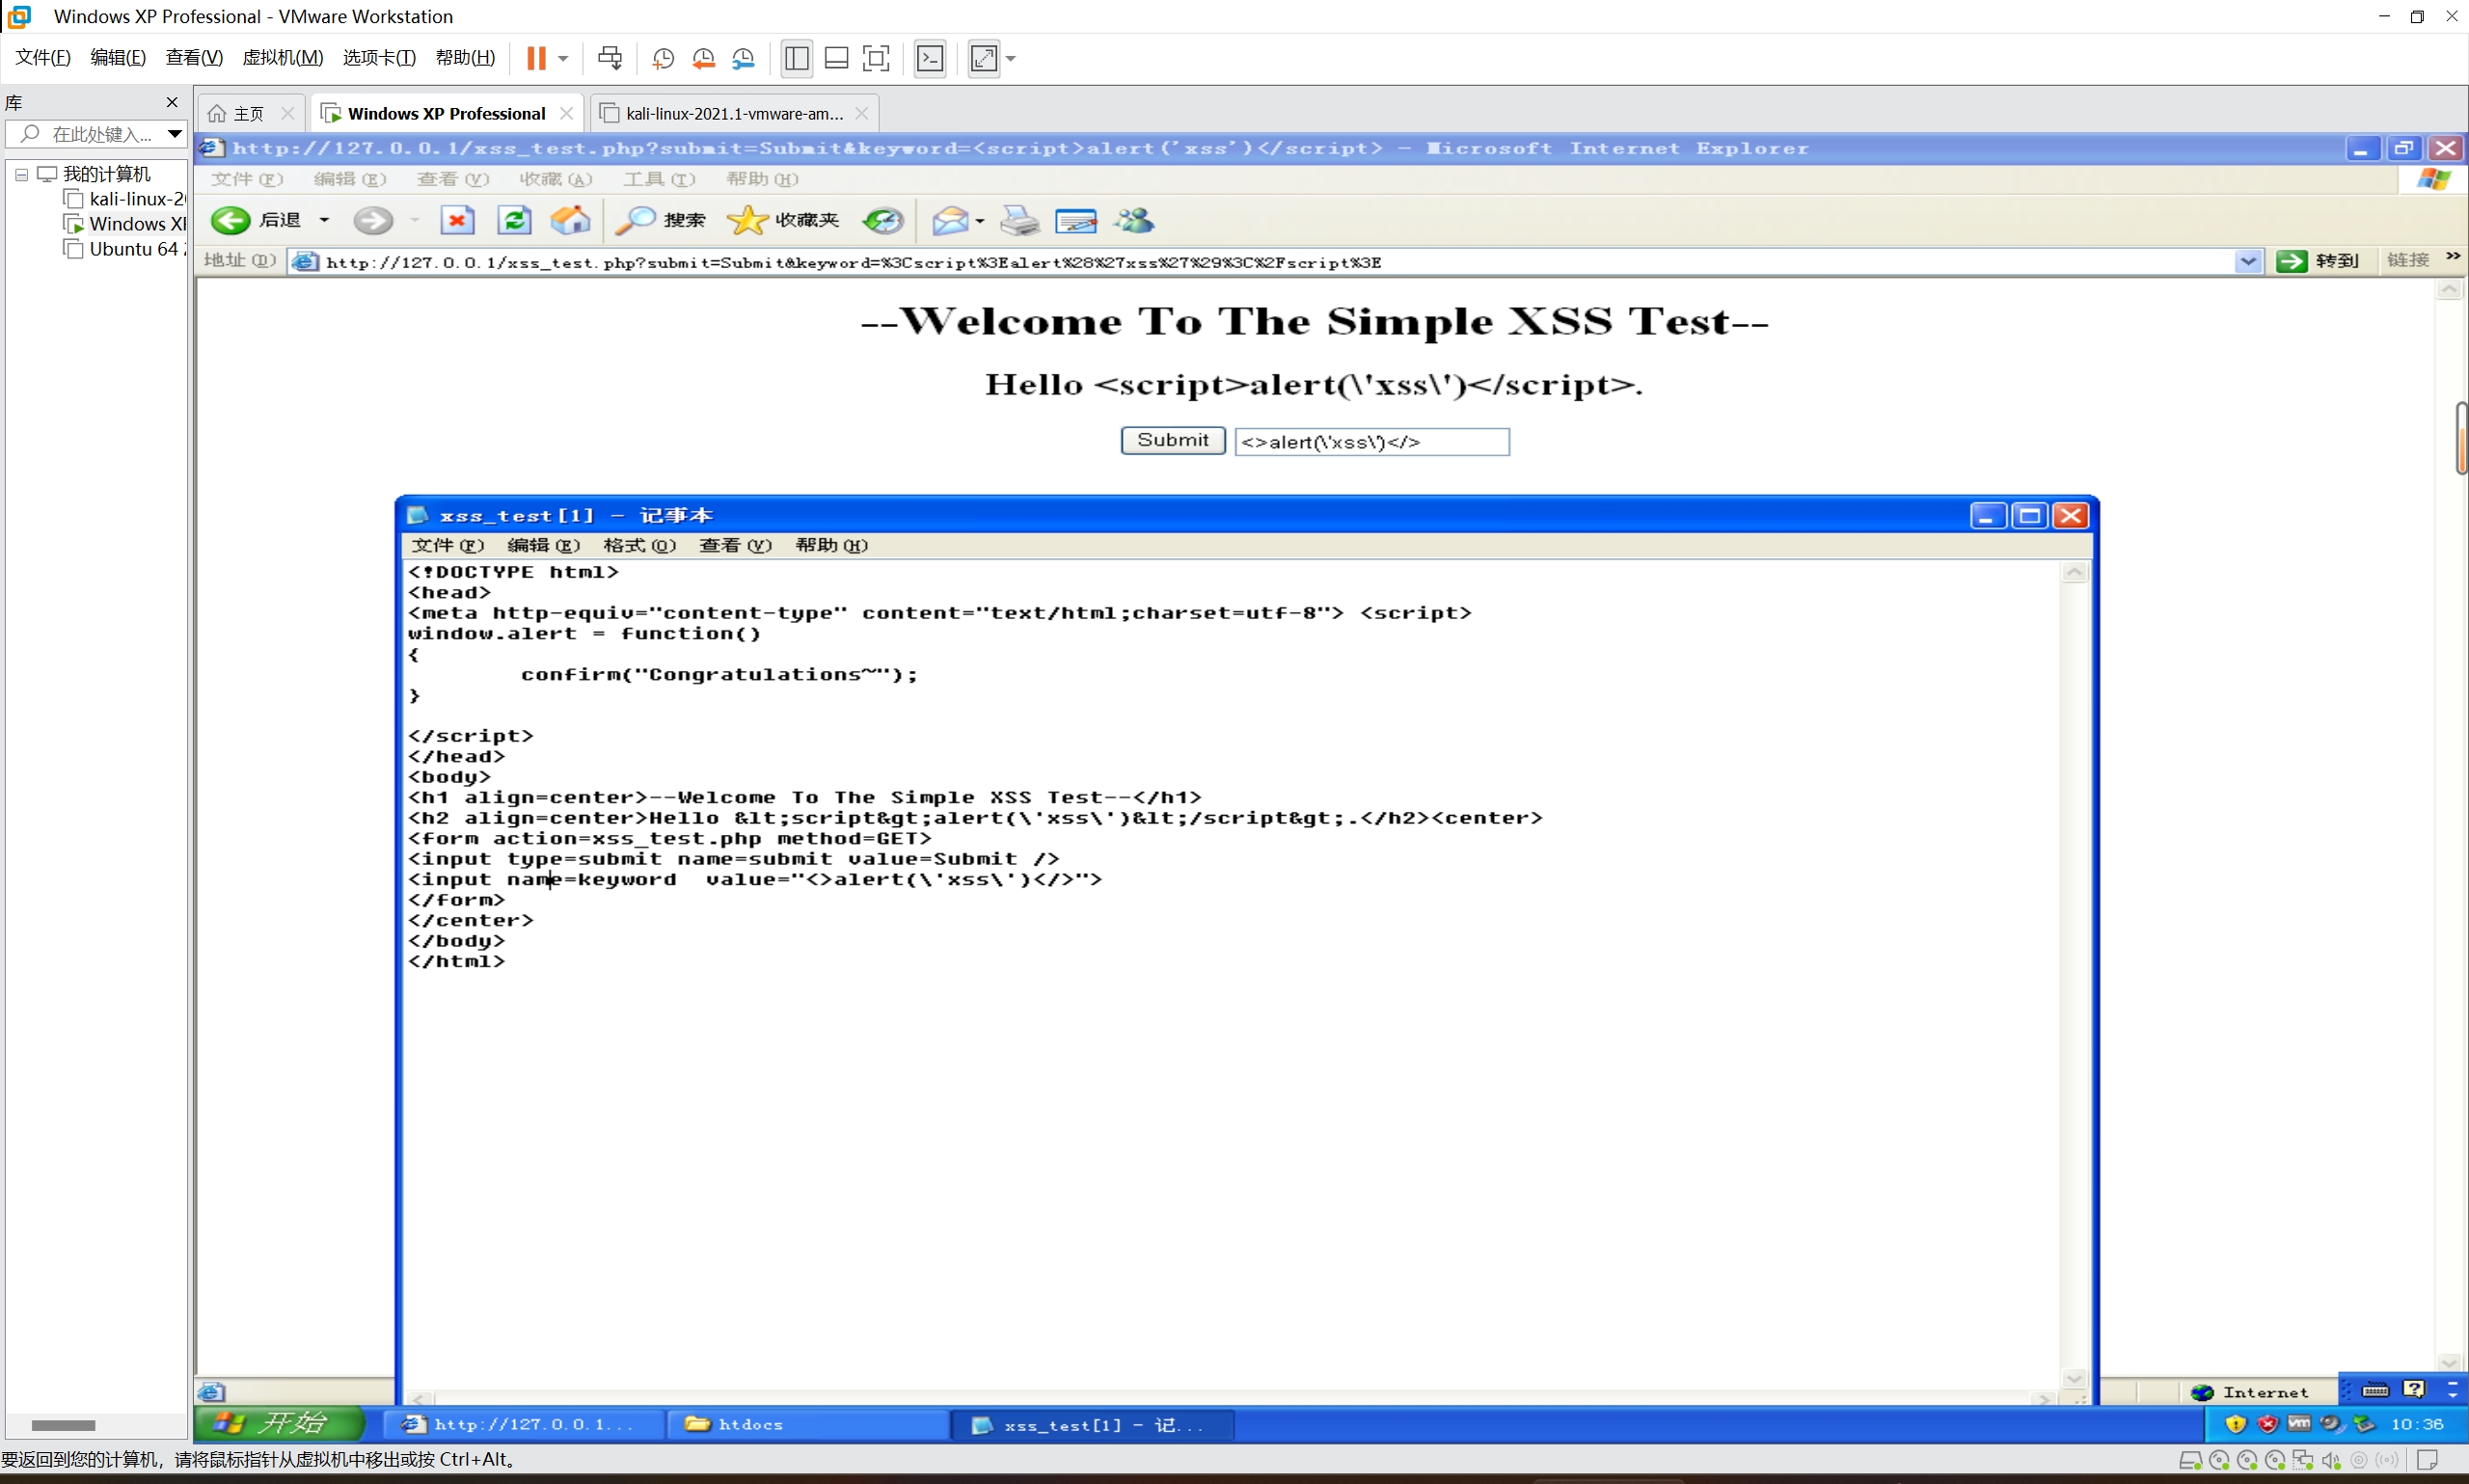 Windows XP Professional - VMware Workstation
文件(F) 编辑(E) 查看(V) 虚拟机(M) 选项卡(T) 帮助(H)
库
在此处键入...
我的计算机
kali-linux-2
Windows XI
Ubuntu 64
主页 Windows XP Professional kali-linux-2021.1-vmware-am...
http://127.0.0.1/xss_test.php?submit=Submit&keyword=<script>alert('xss')</script> - Microsoft Internet Explorer
文件(F) 编辑(E) 查看(V) 收藏(A) 工具(T) 帮助(H)
后退 搜索 收藏夹
地址(D) http://127.0.0.1/xss_test.php?submit=Submit&keyword=%3Cscript%3Ealert%28%27xss%27%29%3C%2Fscript%3E 转到 链接 »
--Welcome To The Simple XSS Test--
Hello <script>alert(\'xss\')</script>.
Submit <>alert(\'xss\')</>
xss_test[1] - 记事本
文件(F) 编辑(E) 格式(O) 查看(V) 帮助(H)
<!DOCTYPE html>
<head>
<meta http-equiv="content-type" content="text/html;charset=utf-8"> <script>
window.alert = function()
{
confirm("Congratulations~");
}
</script>
</head>
<body>
<h1 align=center>--Welcome To The Simple XSS Test--</h1>
<h2 align=center>Hello &lt;script&gt;alert(\'xss\')&lt;/script&gt;.</h2><center>
<form action=xss_test.php method=GET>
<input type=submit name=submit value=Submit />
<input name=keyword  value="<>alert(\'xss\')</>">
</form>
</center>
</body>
</html>
Internet
开始 http://127.0.0.1... htdocs xss_test[1] - 记... 10:36
要返回到您的计算机，请将鼠标指针从虚拟机中移出或按 Ctrl+Alt。